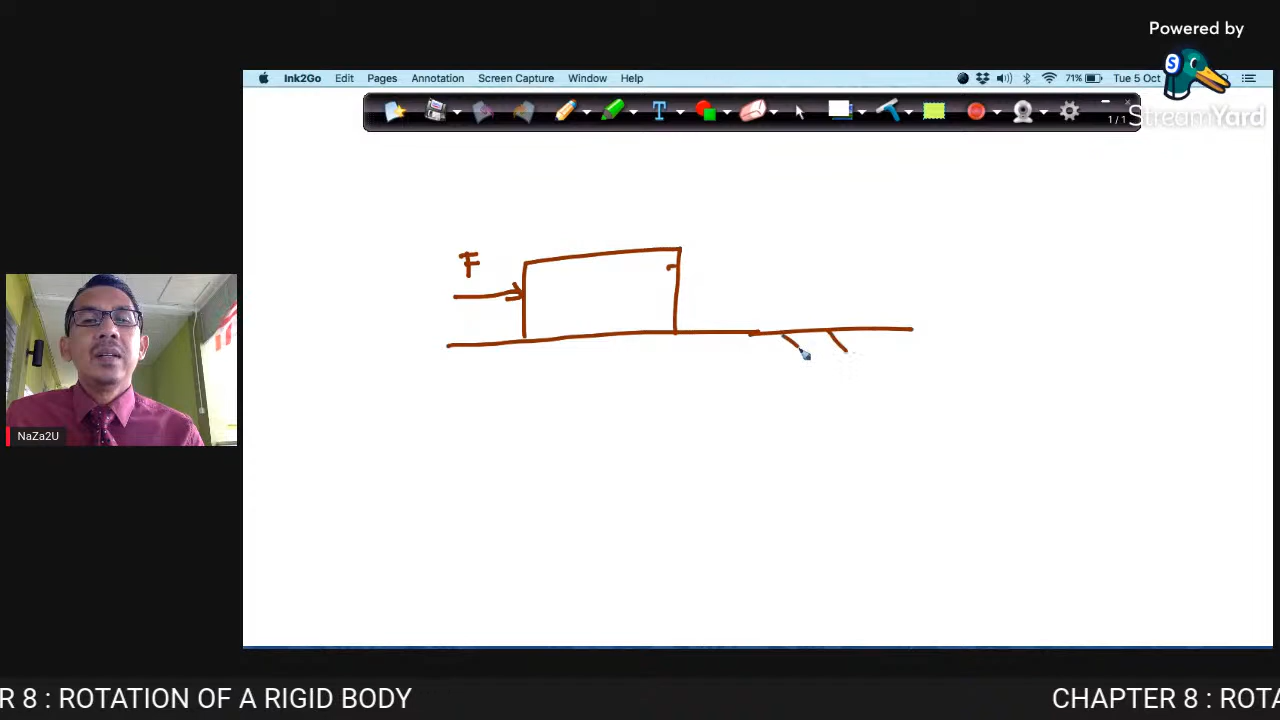 Powered by
StreamYard
Ink2Go Edit Pages Annotation Screen Capture Window Help 71% Tue 5 Oct
T 1/1
F
NaZa2U
R 8 : ROTATION OF A RIGID BODY
CHAPTER 8 : ROTA